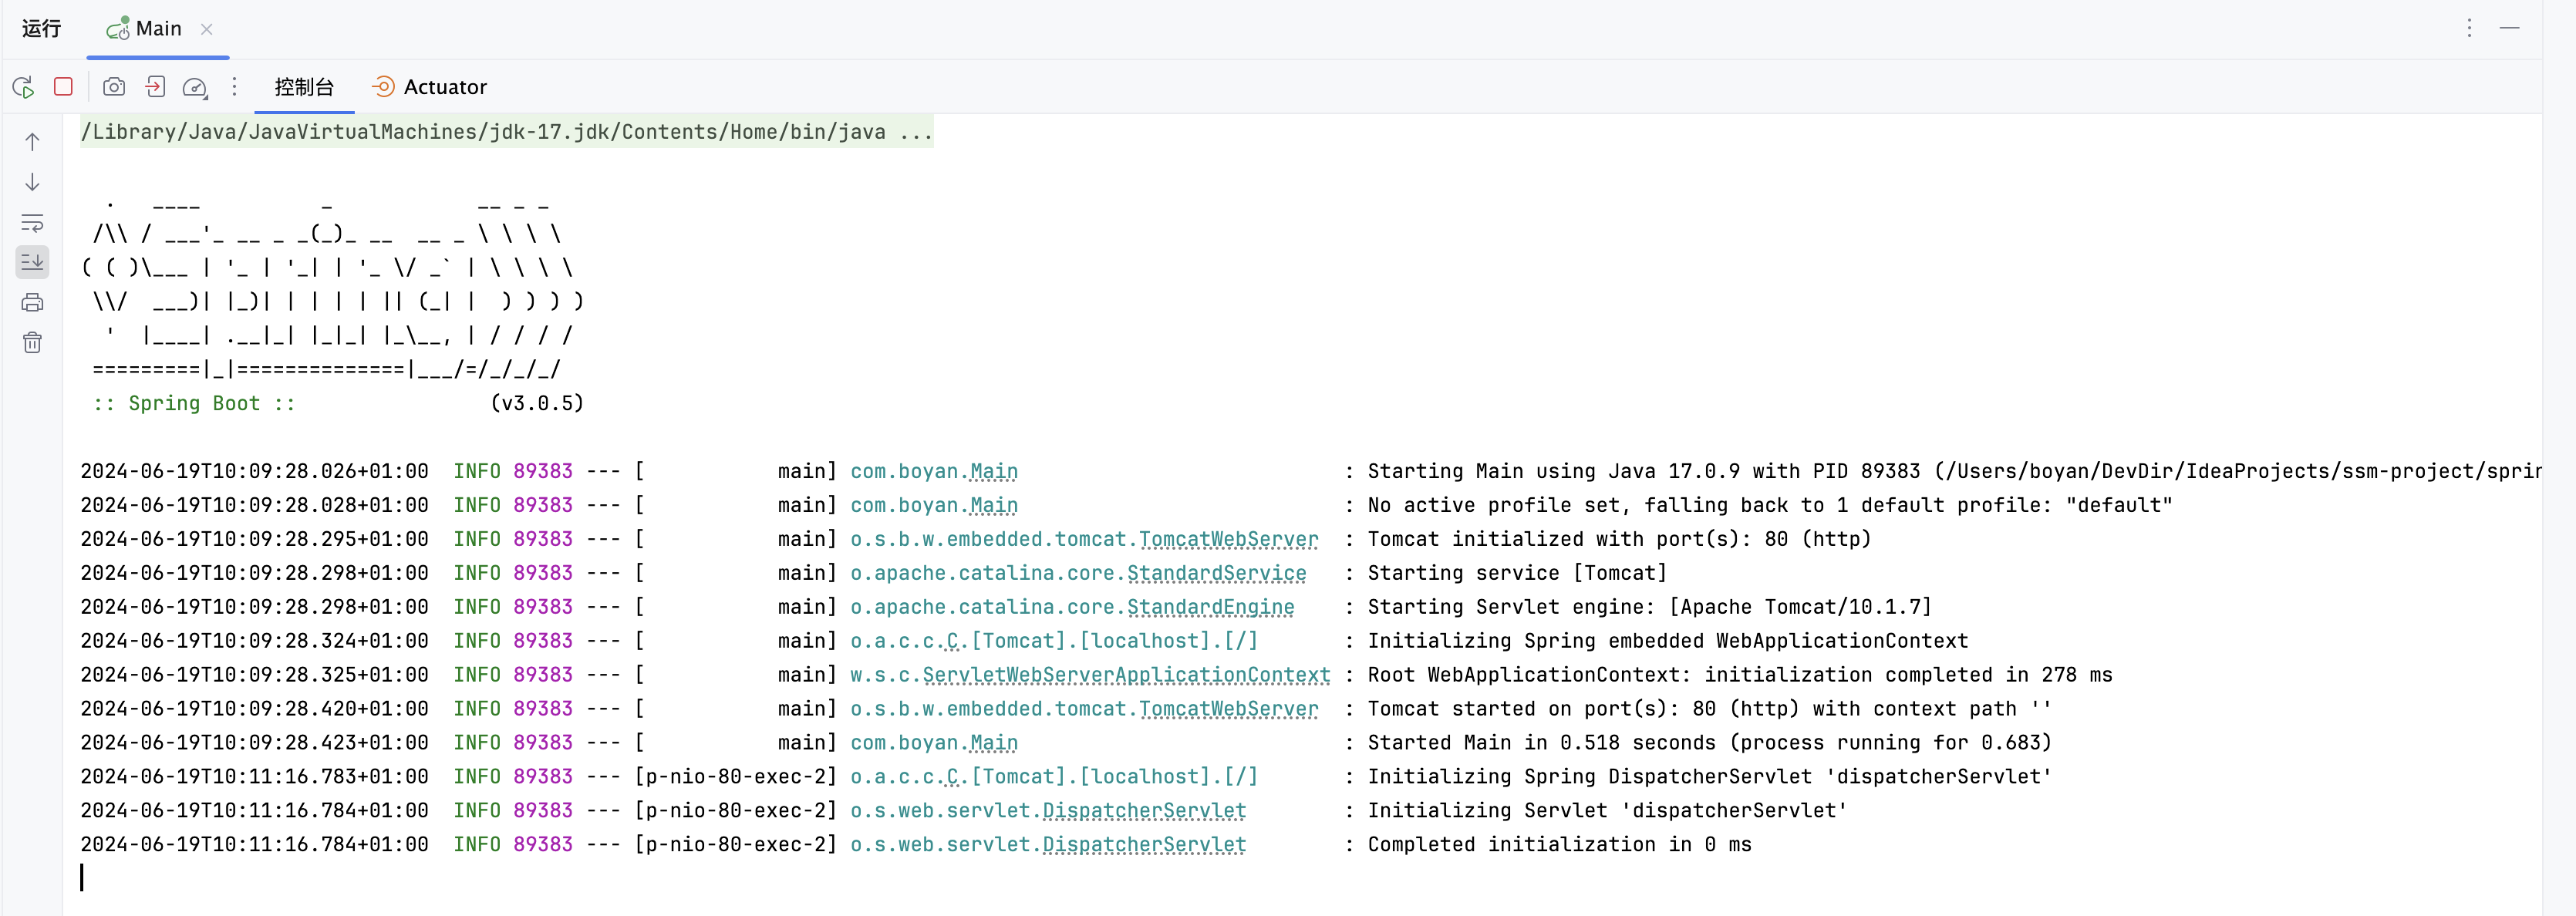 运行 Main
控制台 Actuator
/Library/Java/JavaVirtualMachines/jdk-17.jdk/Contents/Home/bin/java ...
  .   ____          _            __ _ _
 /\\ / ___'_ __ _ _(_)_ __  __ _ \ \ \ \
( ( )\___ | '_ | '_| | '_ \/ _` | \ \ \ \
 \\/  ___)| |_)| | | | | || (_| |  ) ) ) )
  '  |____| .__|_| |_|_| |_\__, | / / / /
 =========|_|==============|___/=/_/_/_/
 :: Spring Boot ::                (v3.0.5)
2024-06-19T10:09:28.026+01:00  INFO 89383 --- [           main] com.boyan.Main                           : Starting Main using Java 17.0.9 with PID 89383 (/Users/boyan/DevDir/IdeaProjects/ssm-project/sprin
2024-06-19T10:09:28.028+01:00  INFO 89383 --- [           main] com.boyan.Main                           : No active profile set, falling back to 1 default profile: "default"
2024-06-19T10:09:28.295+01:00  INFO 89383 --- [           main] o.s.b.w.embedded.tomcat.TomcatWebServer  : Tomcat initialized with port(s): 80 (http)
2024-06-19T10:09:28.298+01:00  INFO 89383 --- [           main] o.apache.catalina.core.StandardService   : Starting service [Tomcat]
2024-06-19T10:09:28.298+01:00  INFO 89383 --- [           main] o.apache.catalina.core.StandardEngine    : Starting Servlet engine: [Apache Tomcat/10.1.7]
2024-06-19T10:09:28.324+01:00  INFO 89383 --- [           main] o.a.c.c.C.[Tomcat].[localhost].[/]       : Initializing Spring embedded WebApplicationContext
2024-06-19T10:09:28.325+01:00  INFO 89383 --- [           main] w.s.c.ServletWebServerApplicationContext : Root WebApplicationContext: initialization completed in 278 ms
2024-06-19T10:09:28.420+01:00  INFO 89383 --- [           main] o.s.b.w.embedded.tomcat.TomcatWebServer  : Tomcat started on port(s): 80 (http) with context path ''
2024-06-19T10:09:28.423+01:00  INFO 89383 --- [           main] com.boyan.Main                           : Started Main in 0.518 seconds (process running for 0.683)
2024-06-19T10:11:16.783+01:00  INFO 89383 --- [p-nio-80-exec-2] o.a.c.c.C.[Tomcat].[localhost].[/]       : Initializing Spring DispatcherServlet 'dispatcherServlet'
2024-06-19T10:11:16.784+01:00  INFO 89383 --- [p-nio-80-exec-2] o.s.web.servlet.DispatcherServlet        : Initializing Servlet 'dispatcherServlet'
2024-06-19T10:11:16.784+01:00  INFO 89383 --- [p-nio-80-exec-2] o.s.web.servlet.DispatcherServlet        : Completed initialization in 0 ms